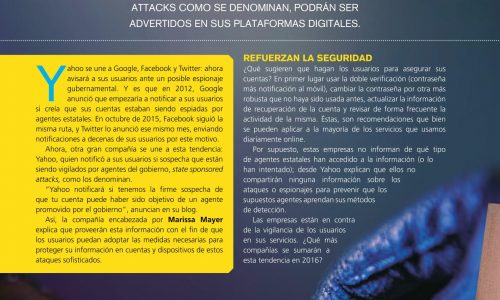 ATTACKS COMO SE DENOMINAN, PODRÁN SER
ADVERTIDOS EN SUS PLATAFORMAS DIGITALES.
Yahoo se une a Google, Facebook y Twitter: ahora
avisará a sus usuarios ante un posible espionaje
gubernamental. Y es que en 2012, Google
anunció que empezaría a notificar a sus usuarios
si creía que sus cuentas estaban siendo espiadas por
agentes estatales. En octubre de 2015, Facebook siguió la
misma ruta, y Twitter lo anunció ese mismo mes, enviando
notificaciones a decenas de sus usuarios por este motivo.
Ahora, otra gran compañía se une a esta tendencia:
Yahoo, quien notificó a sus usuarios si sospecha que están
siendo vigilados por agentes del gobierno, state sponsored
attacks, como los denominan.
"Yahoo notificará si tenemos la firme sospecha de
que tu cuenta puede haber sido objetivo de un agente
promovido por el gobierno", anuncian en su blog.
Así, la compañía encabezada por Marissa Mayer
explica que proveerán esta información con el fin de que
los usuarios puedan adoptar las medidas necesarias para
proteger su información en cuentas y dispositivos de estos
ataques sofisticados.
REFUERZAN LA SEGURIDAD
¿Qué sugieren que hagan los usuarios para asegurar sus
cuentas? En primer lugar usar la doble verificación (contraseña
más notificación al móvil), cambiar la contraseña por otra más
robusta que no haya sido usada antes, actualizar la información
de recuperación de la cuenta y revisar de forma frecuente la
actividad de la misma. Éstas, son recomendaciones que bien
se pueden aplicar a la mayoría de los servicios que usamos
diariamente online.
Por supuesto, estas empresas no informan de qué tipo
de agentes estatales han accedido a la información (o lo
han intentado); desde Yahoo explican que ellos no
compartirán ninguna información sobre los
ataques o espionajes para prevenir que los
supuestos agentes aprendan sus métodos
de detección.
Las empresas están en contra
de la vigilancia de los usuarios
en sus servicios. ¿Qué más
compañías se sumarán a
esta tendencia en 2016?